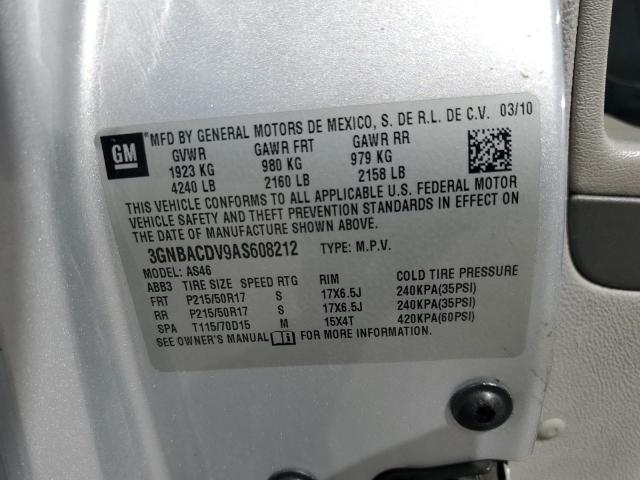 GM
MFD BY GENERAL MOTORS DE MEXICO, S. DE R.L. DE C.V. 03/10
GVWR GAWR FRT GAWR RR
1923 KG 980 KG 979 KG
4240 LB 2160 LB 2158 LB
THIS VEHICLE CONFORMS TO ALL APPLICABLE U.S. FEDERAL MOTOR
VEHICLE SAFETY AND THEFT PREVENTION STANDARDS IN EFFECT ON
THE DATE OF MANUFACTURE SHOWN ABOVE.
3GNBACDV9AS608212 TYPE: M.P.V.
MODEL: AS46
ABB3 TIRE SIZE SPEED RTG RIM COLD TIRE PRESSURE
FRT P215/50R17 S 17X6.5J 240KPA(35PSI)
RR P215/50R17 S 17X6.5J 240KPA(35PSI)
SPA T115/70D15 M 15X4T 420KPA(60PSI)
SEE OWNER'S MANUAL FOR MORE INFORMATION.